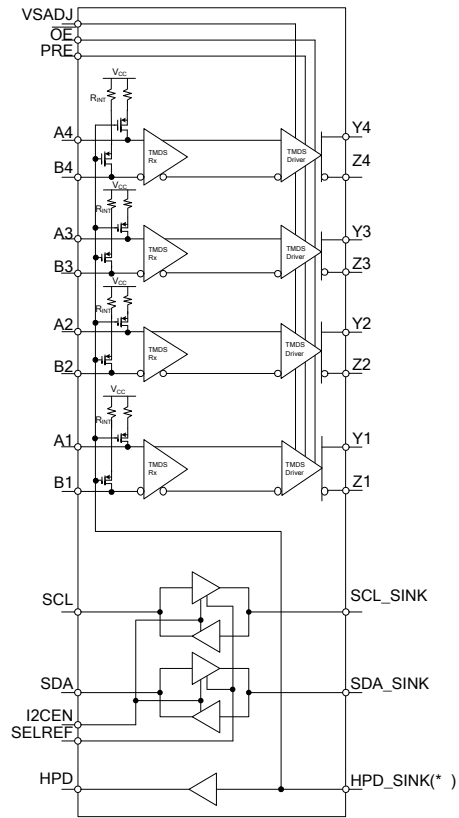 VSADJ
OE
PRE
VCC
RINT
A4
B4
TMDS
Rx
TMDS
Driver
Y4
Z4
VCC
RINT
A3
B3
TMDS
Rx
TMDS
Driver
Y3
Z3
VCC
RINT
A2
B2
TMDS
Rx
TMDS
Driver
Y2
Z2
VCC
RINT
A1
B1
TMDS
Rx
TMDS
Driver
Y1
Z1
SCL
SCL_SINK
SDA
SDA_SINK
I2CEN
SELREF
HPD
HPD_SINK(* )